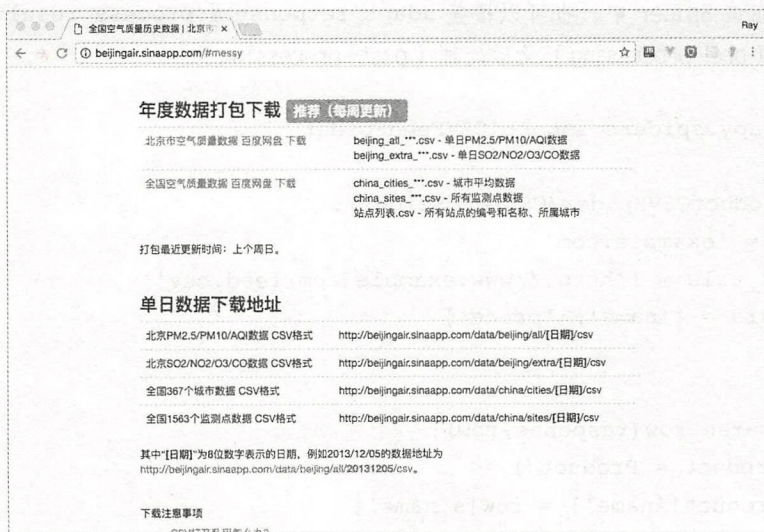 全国空气质量历史数据 | 北京市 ×
Ray
beijingair.sinaapp.com/#messy
年度数据打包下载 推荐（每周更新）
北京市空气质量数据 百度网盘 下载
beijing_all_***.csv - 单日PM2.5/PM10/AQI数据
beijing_extra_***.csv - 单日SO2/NO2/O3/CO数据
全国空气质量数据 百度网盘 下载
china_cities_***.csv - 城市平均数据
china_sites_***.csv - 所有监测点数据
站点列表.csv - 所有站点的编号和名称、所属城市
打包最近更新时间：上个周日。
单日数据下载地址
北京PM2.5/PM10/AQI数据 CSV格式 http://beijingair.sinaapp.com/data/beijing/all/[日期]/csv
北京SO2/NO2/O3/CO数据 CSV格式 http://beijingair.sinaapp.com/data/beijing/extra/[日期]/csv
全国367个城市数据 CSV格式 http://beijingair.sinaapp.com/data/china/cities/[日期]/csv
全国1563个监测点数据 CSV格式 http://beijingair.sinaapp.com/data/china/sites/[日期]/csv
其中“[日期]”为8位数字表示的日期，例如2013/12/05的数据地址为
http://beijingair.sinaapp.com/data/beijing/all/20131205/csv。
下载注意事项